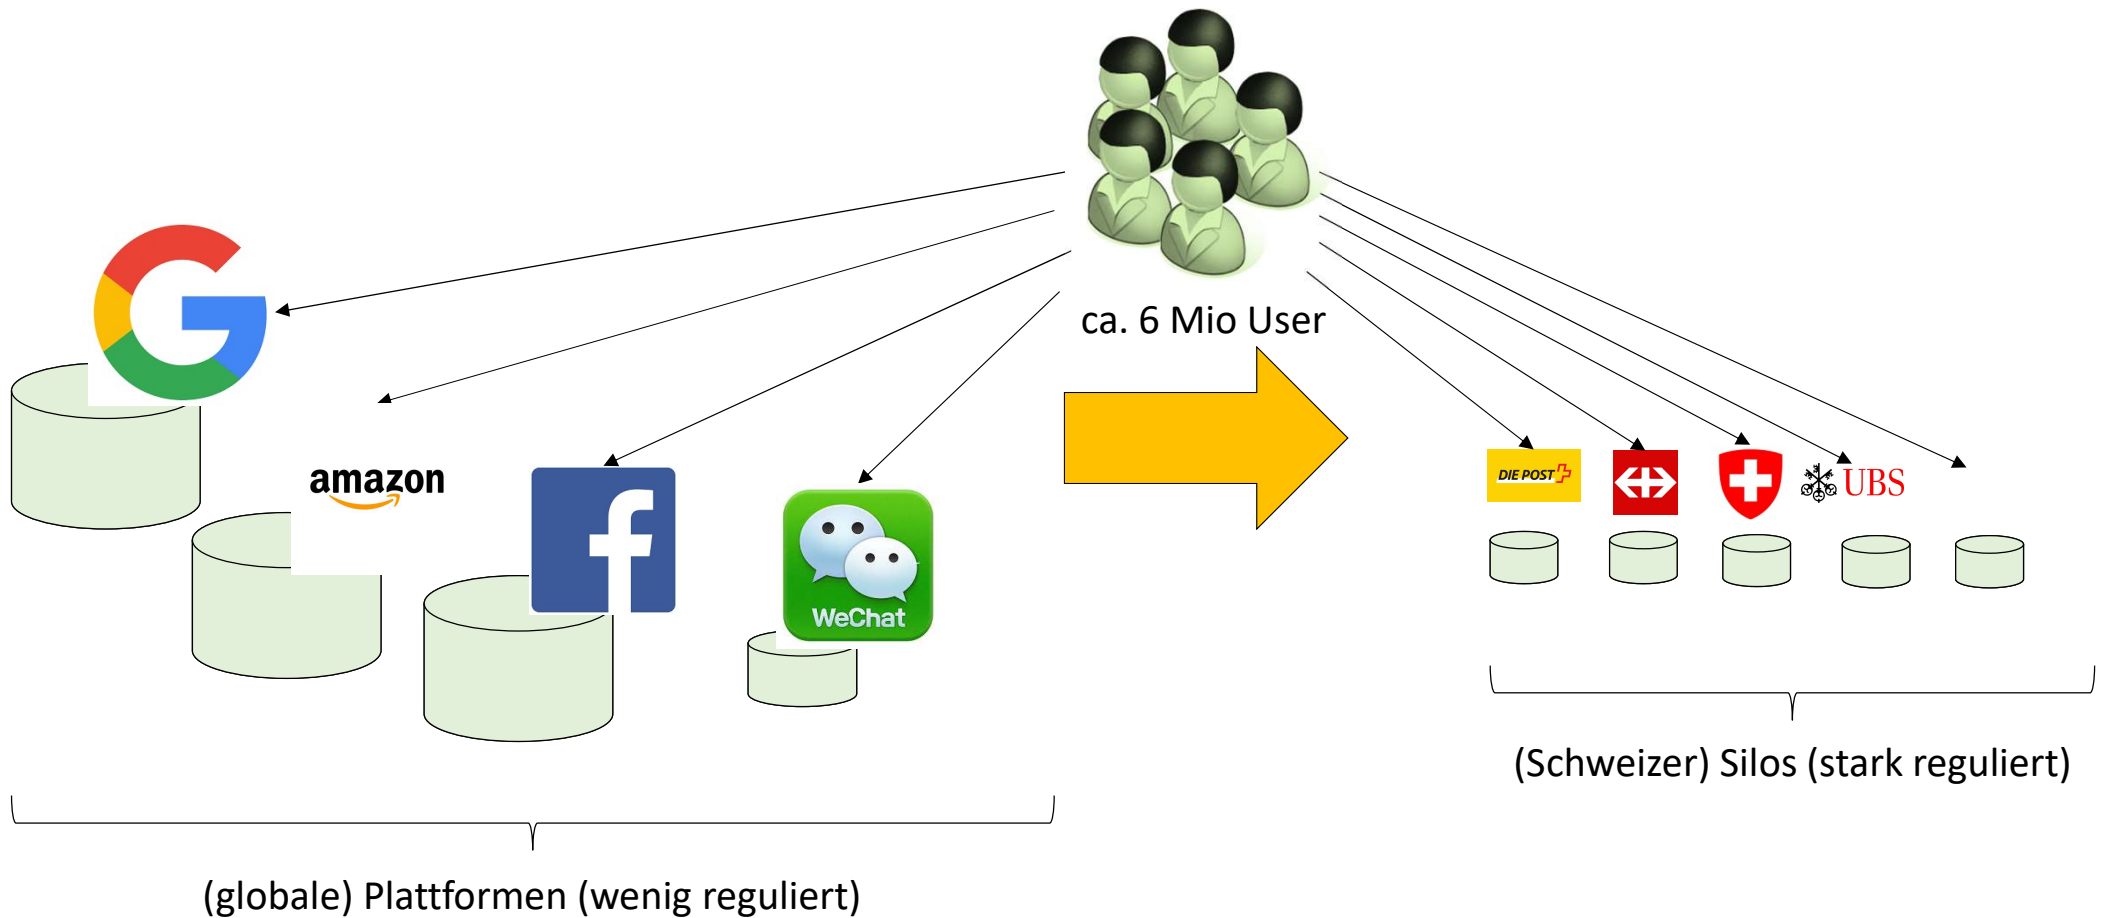 ca. 6 Mio User
amazon
WeChat
DIE POST
UBS
(Schweizer) Silos (stark reguliert)
(globale) Plattformen (wenig reguliert)